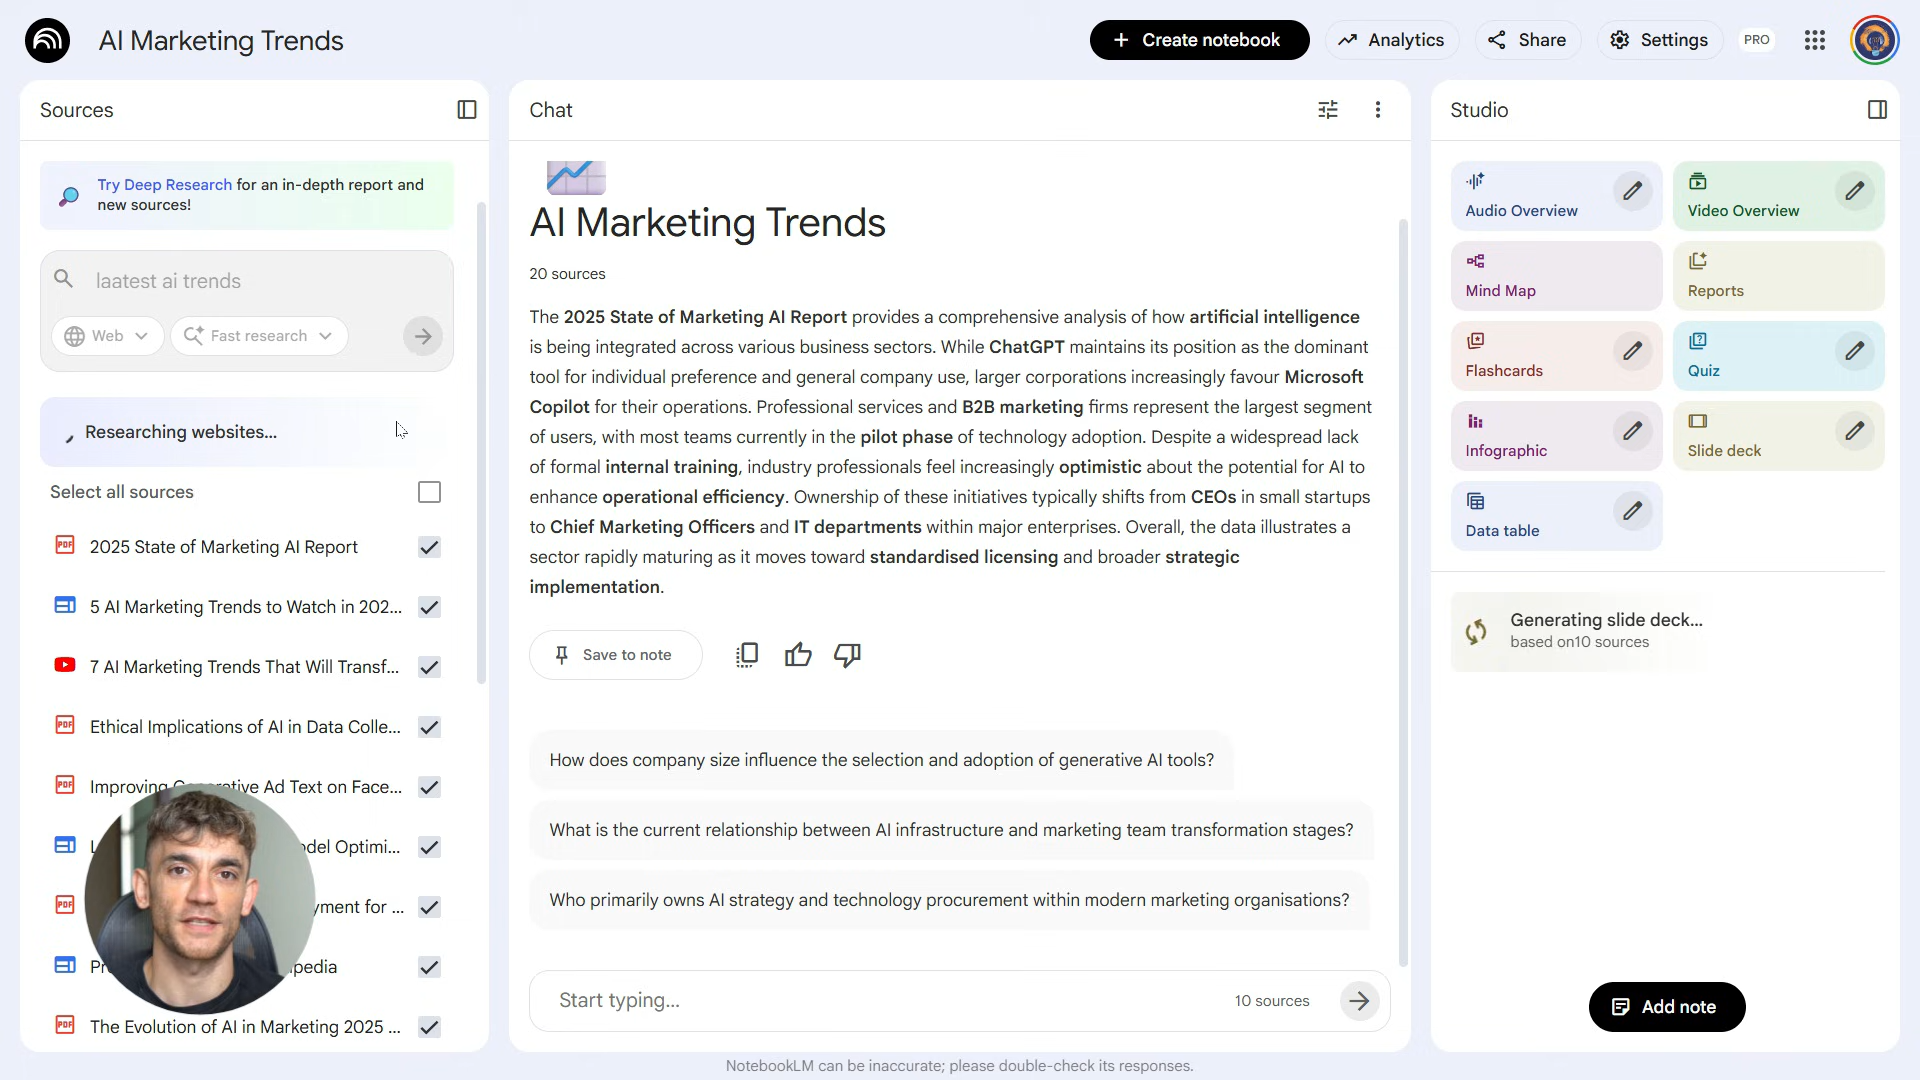 AI Marketing Trends
Create notebook
Analytics
Share
Settings
PRO
Sources
Try Deep Research for an in-depth report and
new sources!
laatest ai trends
Web
Fast research
Researching websites...
Select all sources
PDF 2025 State of Marketing AI Report
5 AI Marketing Trends to Watch in 202...
7 AI Marketing Trends That Will Transf...
PDF Ethical Implications of AI in Data Colle...
PDF Improving Generative Ad Text on Face...
L odel Optimi...
PDF yment for ...
Pr ipedia
PDF The Evolution of AI in Marketing 2025 ...
Chat
AI Marketing Trends
20 sources
The 2025 State of Marketing AI Report provides a comprehensive analysis of how artificial intelligence
is being integrated across various business sectors. While ChatGPT maintains its position as the dominant
tool for individual preference and general company use, larger corporations increasingly favour Microsoft
Copilot for their operations. Professional services and B2B marketing firms represent the largest segment
of users, with most teams currently in the pilot phase of technology adoption. Despite a widespread lack
of formal internal training, industry professionals feel increasingly optimistic about the potential for AI to
enhance operational efficiency. Ownership of these initiatives typically shifts from CEOs in small startups
to Chief Marketing Officers and IT departments within major enterprises. Overall, the data illustrates a
sector rapidly maturing as it moves toward standardised licensing and broader strategic
implementation.
Save to note
How does company size influence the selection and adoption of generative AI tools?
What is the current relationship between AI infrastructure and marketing team transformation stages?
Who primarily owns AI strategy and technology procurement within modern marketing organisations?
Start typing...
10 sources
Studio
Audio Overview
Video Overview
Mind Map
Reports
Flashcards
Quiz
Infographic
Slide deck
Data table
Generating slide deck...
based on10 sources
Add note
NotebookLM can be inaccurate; please double-check its responses.